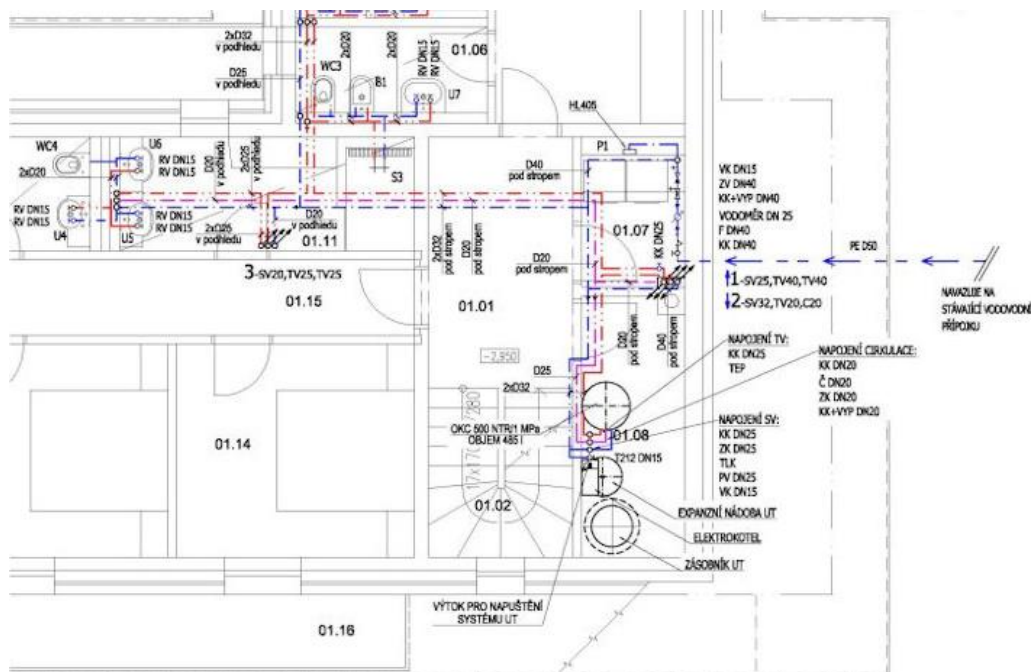 2xD32
v podhledu
D25
v podhledu
2xD20
2xD20
RV DN15
RV DN15
01.06
WC3
B1
U7
HL405
WC4
2xD20
U6
RV DN15
RV DN15
D20
v podhledu
2xD25
v podhledu
S3
D40
pod stropem
P1
RV DN15
RV DN15
U4
U5
RV DN15
RV DN15
2xD25
v podhledu
D20
v podhledu
01.11
2xD32
pod stropem
D20
pod stropem
D20
pod stropem
01.07
KK DN25
VK DN15
ZV DN40
KK+VYP DN40
VODOMĚR DN 25
F DN40
KK DN40
PE D50
3-SV20,TV25,TV25
1-SV25,TV40,TV40
2-SV32,TV20,C20
NAVAZUJE NA
STÁVAJÍCÍ VODOVODNÍ
PŘÍPOJKU
01.15
01.01
-2,950
D20
pod stropem
D40
pod stropem
NAPOJENÍ TV:
KK DN25
TEP
NAPOJENÍ CIRKULACE:
KK DN20
Č DN20
ZK DN20
KK+VYP DN20
D25
2xD32
OKC 500 NTR/1 MPa
OBJEM 485 l
01.08
T212 DN15
NAPOJENÍ SV:
KK DN25
ZK DN25
TLK
PV DN25
VK DN15
01.14
17x170/280
01.02
EXPANZNÍ NÁDOBA UT
ELEKTROKOTEL
ZÁSOBNÍK UT
VÝTOK PRO NAPUŠTĚNÍ
SYSTÉMU UT
01.16